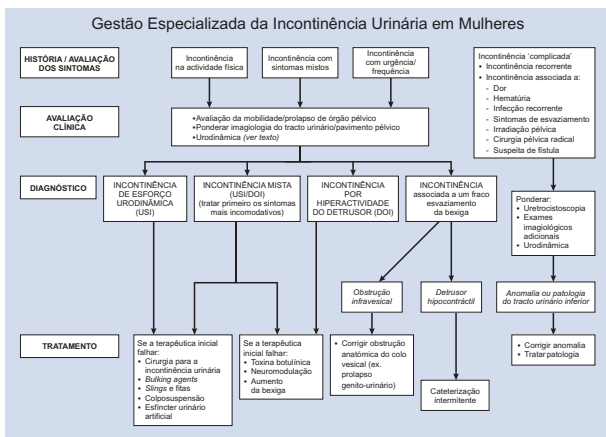 Gestão Especializada da Incontinência Urinária em Mulheres
HISTÓRIA / AVALIAÇÃO
DOS SINTOMAS
Incontinência
na actividade física
Incontinência com
sintomas mistos
Incontinência
com urgência/
frequência
Incontinência 'complicada'
• Incontinência recorrente
• Incontinência associada a:
- Dor
- Hematúria
- Infecção recorrente
- Sintomas de esvaziamento
- Irradiação pélvica
- Cirurgia pélvica radical
- Suspeita de fístula
AVALIAÇÃO
CLÍNICA
•Avaliação da mobilidade/prolapso de órgão pélvico
•Ponderar imagiologia do tracto urinário/pavimento pélvico
•Urodinâmica (ver texto)
DIAGNÓSTICO
INCONTINÊNCIA
DE ESFORÇO
URODINÂMICA
(USI)
INCONTINÊNCIA MISTA
(USI/DOI)
(tratar primeiro os sintomas
mais incomodativos)
INCONTINÊNCIA
POR
HIPERACTIVIDADE
DO DETRUSOR (DOI)
INCONTINÊNCIA
associada a um fraco
esvaziamento
da bexiga
Ponderar:
• Uretrocistoscopia
• Exames
imagiológicos
adicionais
• Urodinâmica
Obstrução
infravesical
Detrusor
hipocontráctil
Anomalia ou patologia
do tracto urinário inferior
TRATAMENTO
Se a terapêutica inicial
falhar:
• Cirurgia para a
incontinência urinária
• Bulking agents
• Slings e fitas
• Colposuspensão
• Esfíncter urinário
artificial
Se a terapêutica
inicial falhar:
• Toxina botulínica
• Neuromodulação
• Aumento
da bexiga
• Corrigir obstrução
anatómica do colo
vesical (ex.
prolapso
genito-urinário)
Cateterização
intermitente
• Corrigir anomalia
• Tratar patologia